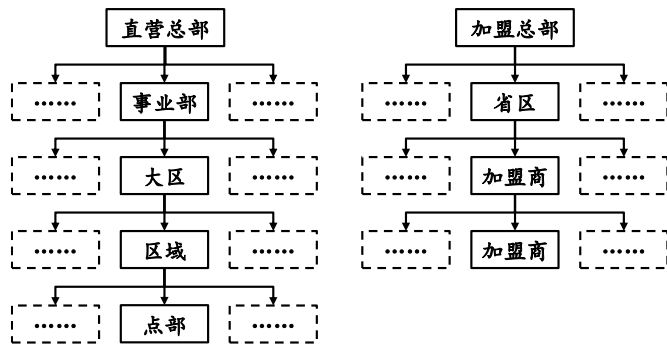 直营总部 加盟总部
…… 事业部 …… …… 省区 ……
…… 大区 …… …… 加盟商 ……
…… 区域 …… …… 加盟商 ……
…… 点部 ……